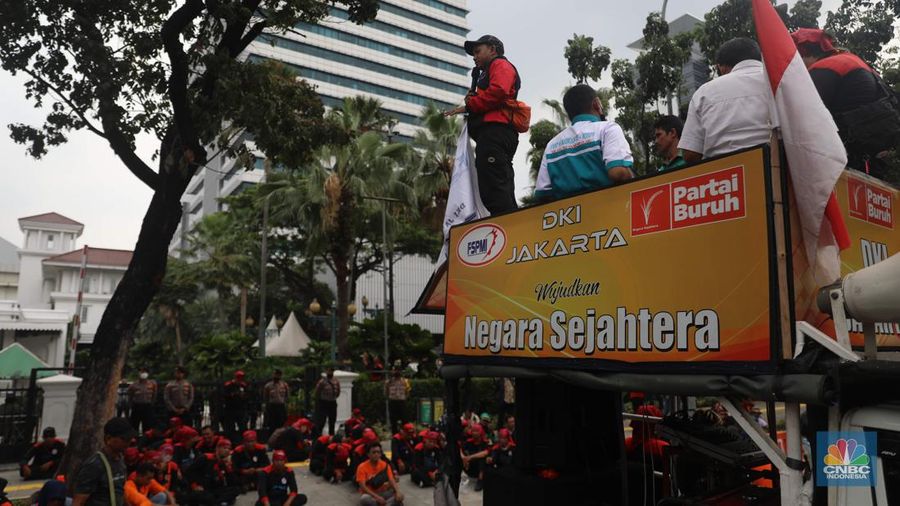 FSPMI
DKI
JAKARTA
Partai
Buruh
Wujudkan
Negara Sejahtera
Partai
Buruh
DKI
CNBC
INDONESIA